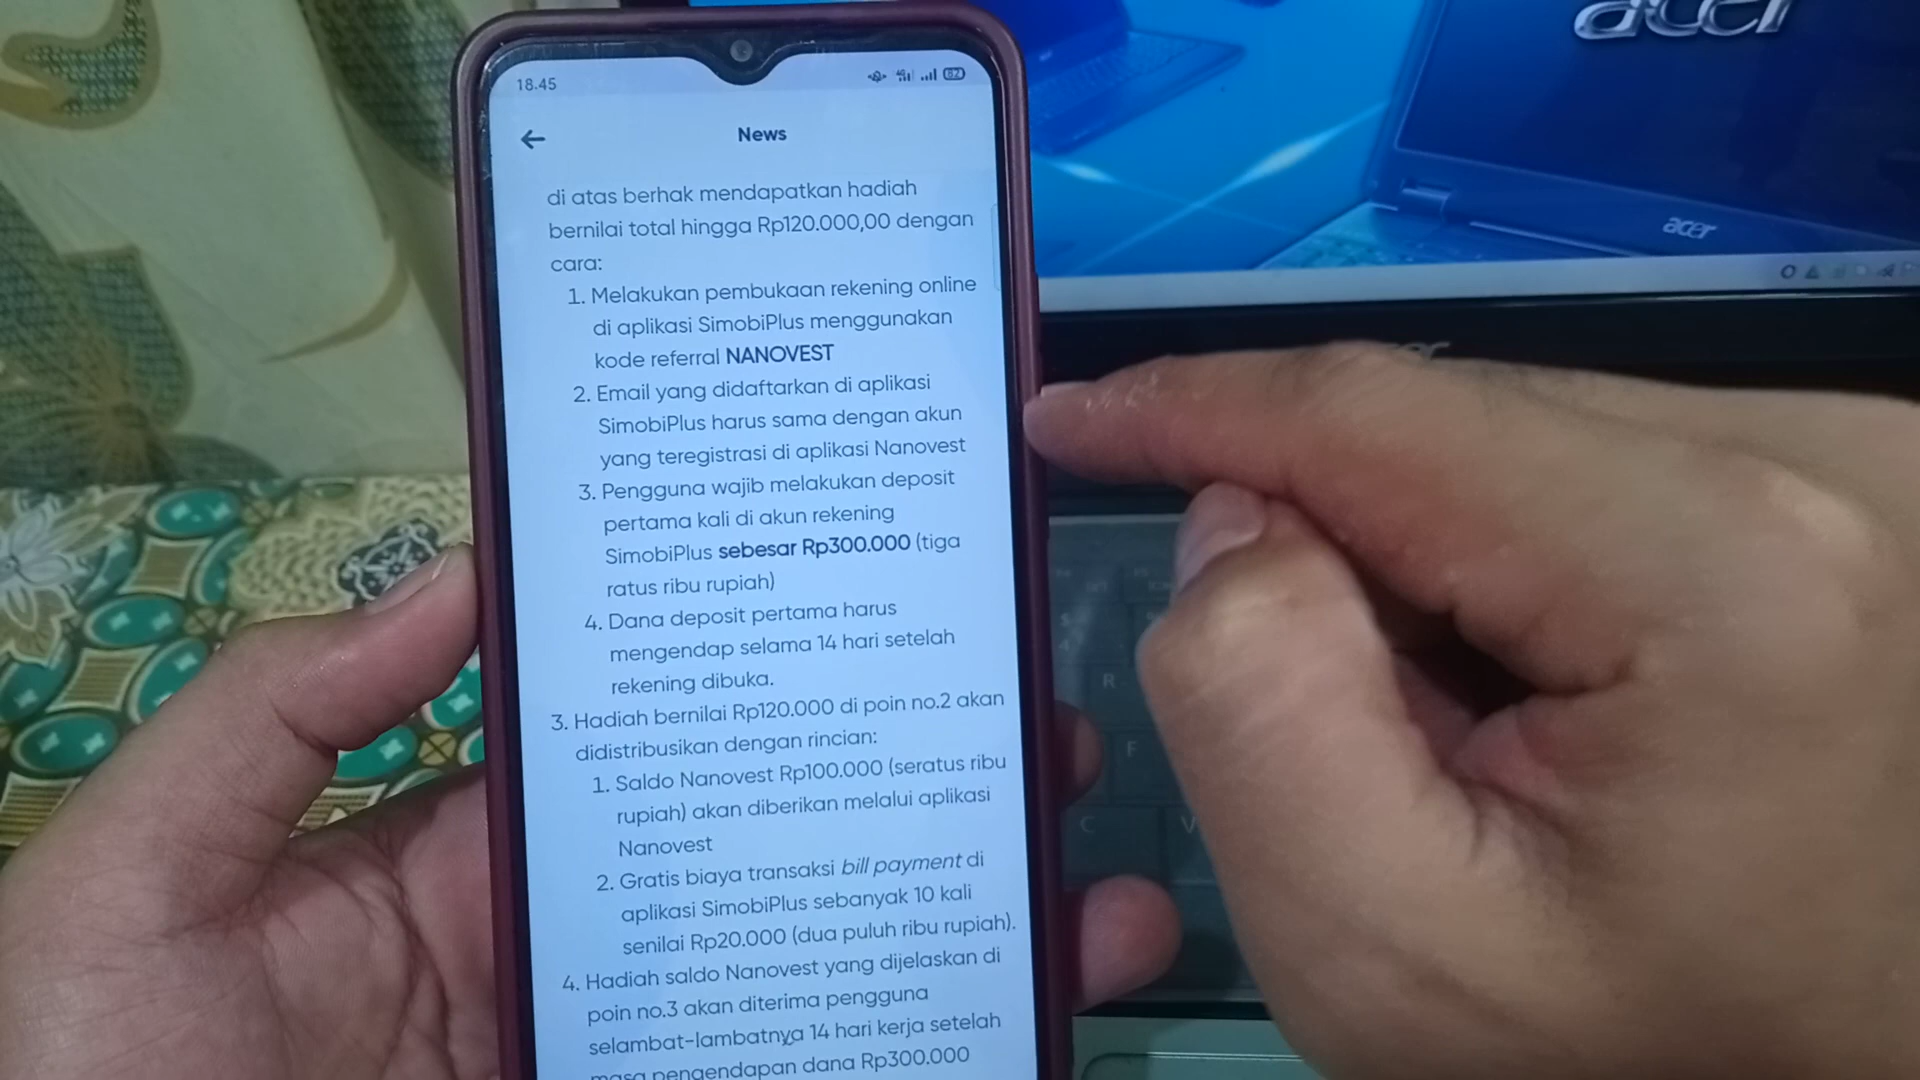 acer
acer
acer
18.45
82
News
di atas berhak mendapatkan hadiah
bernilai total hingga Rp120.000,00 dengan
cara:
1. Melakukan pembukaan rekening online
di aplikasi SimobiPlus menggunakan
kode referral NANOVEST
2. Email yang didaftarkan di aplikasi
SimobiPlus harus sama dengan akun
yang teregistrasi di aplikasi Nanovest
3. Pengguna wajib melakukan deposit
pertama kali di akun rekening
SimobiPlus sebesar Rp300.000 (tiga
ratus ribu rupiah)
4. Dana deposit pertama harus
mengendap selama 14 hari setelah
rekening dibuka.
3. Hadiah bernilai Rp120.000 di poin no.2 akan
didistribusikan dengan rincian:
1. Saldo Nanovest Rp100.000 (seratus ribu
rupiah) akan diberikan melalui aplikasi
Nanovest
2. Gratis biaya transaksi bill payment di
aplikasi SimobiPlus sebanyak 10 kali
senilai Rp20.000 (dua puluh ribu rupiah).
4. Hadiah saldo Nanovest yang dijelaskan di
poin no.3 akan diterima pengguna
selambat-lambatnya 14 hari kerja setelah
masa pengendapan dana Rp300.000
R
F
C
V